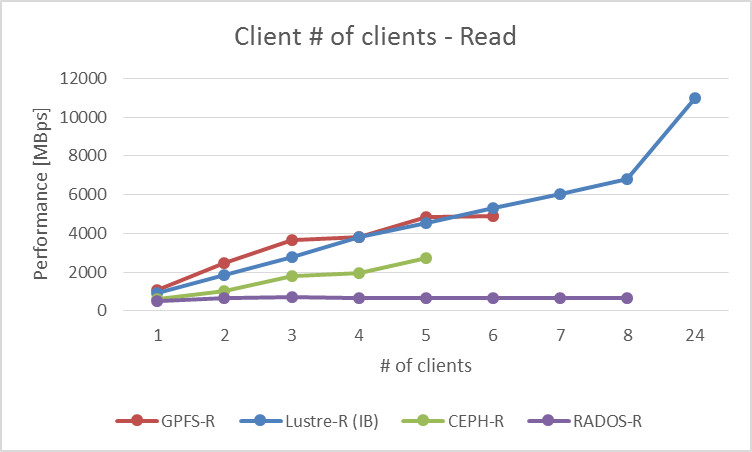 Client # of clients - Read
Performance [MBps]
12000
10000
8000
6000
4000
2000
0
1 2 3 4 5 6 7 8 24
# of clients
GPFS-R Lustre-R (IB) CEPH-R RADOS-R